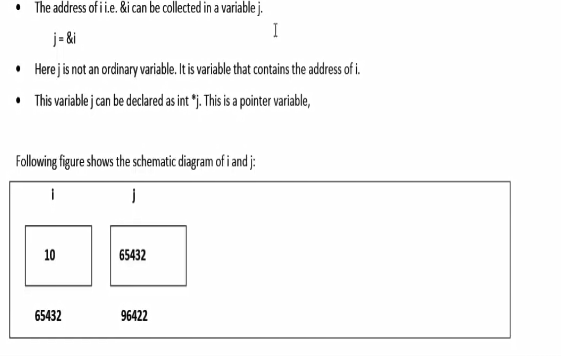 • The address of i i.e. &i can be collected in a variable j.
j = &i
• Here j is not an ordinary variable. It is variable that contains the address of i.
• This variable j can be declared as int *j. This is a pointer variable,
Following figure shows the schematic diagram of i and j:
i j
10 65432
65432 96422